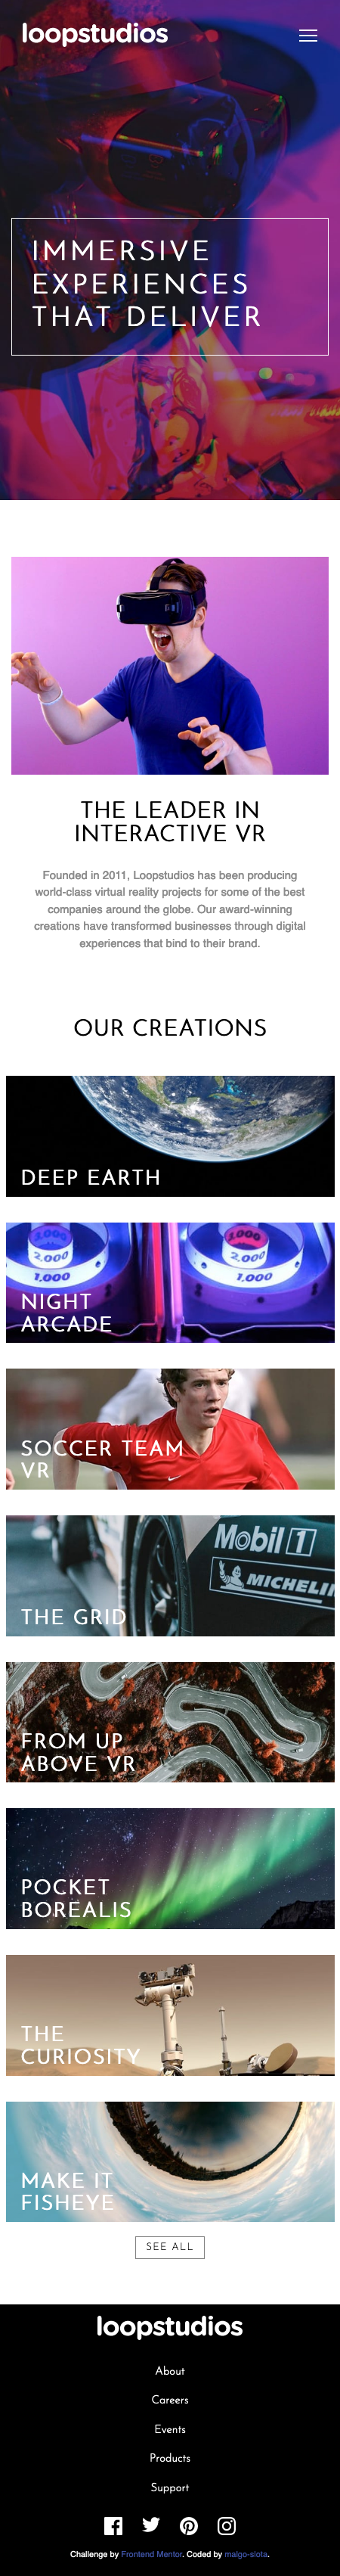 loopstudios
IMMERSIVE
EXPERIENCES
THAT DELIVER
THE LEADER IN
INTERACTIVE VR
Founded in 2011, Loopstudios has been producing
world-class virtual reality projects for some of the best
companies around the globe. Our award-winning
creations have transformed businesses through digital
experiences that bind to their brand.
OUR CREATIONS
DEEP EARTH
3,000
2.000
2.000
1.000
1.000
NIGHT
ARCADE
SOCCER TEAM
VR
Mobil 1
MICHELIN
THE GRID
FROM UP
ABOVE VR
POCKET
BOREALIS
THE
CURIOSITY
MAKE IT
FISHEYE
SEE ALL
loopstudios
About
Careers
Events
Products
Support
Challenge by Frontend Mentor. Coded by malgo-slota.